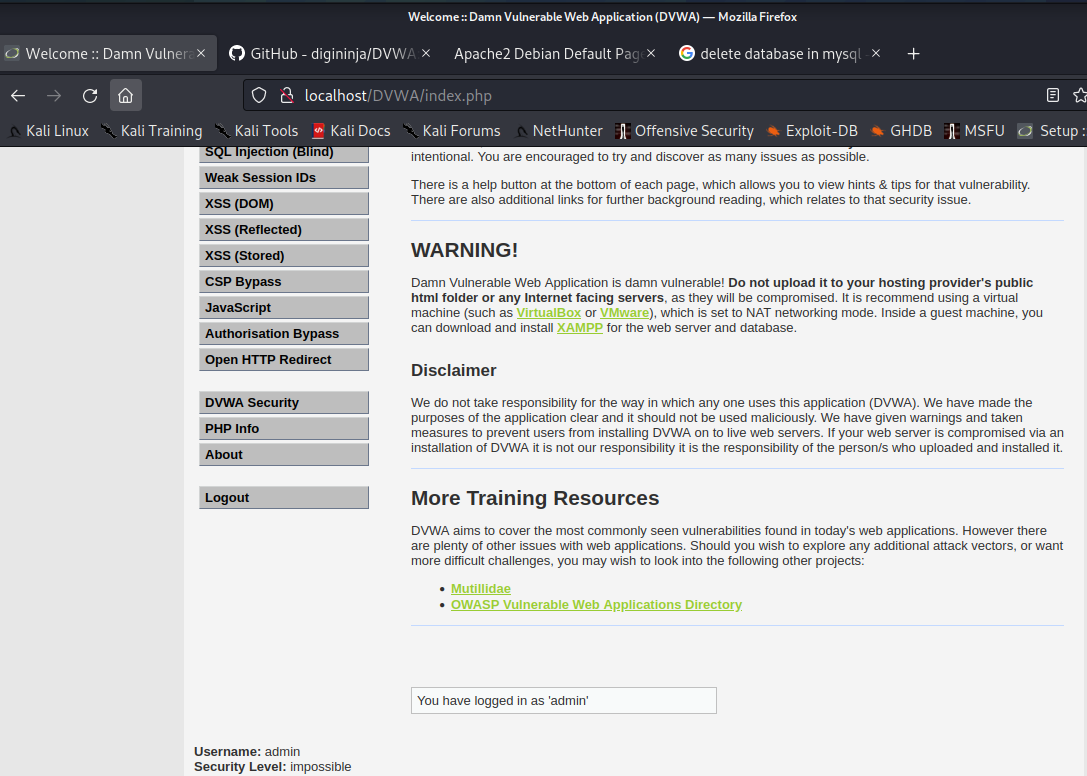 Welcome :: Damn Vulnerable Web Application (DVWA) — Mozilla Firefox
Welcome :: Damn Vulnera
GitHub - digininja/DVWA
Apache2 Debian Default Page
delete database in mysql -
localhost/DVWA/index.php
Kali Linux
Kali Training
Kali Tools
Kali Docs
Kali Forums
NetHunter
Offensive Security
Exploit-DB
GHDB
MSFU
Setup :
SQL Injection (Blind)
Weak Session IDs
XSS (DOM)
XSS (Reflected)
XSS (Stored)
CSP Bypass
JavaScript
Authorisation Bypass
Open HTTP Redirect
DVWA Security
PHP Info
About
Logout
intentional. You are encouraged to try and discover as many issues as possible.
There is a help button at the bottom of each page, which allows you to view hints & tips for that vulnerability.
There are also additional links for further background reading, which relates to that security issue.
WARNING!
Damn Vulnerable Web Application is damn vulnerable! Do not upload it to your hosting provider's public
html folder or any Internet facing servers, as they will be compromised. It is recommend using a virtual
machine (such as VirtualBox or VMware), which is set to NAT networking mode. Inside a guest machine, you
can download and install XAMPP for the web server and database.
Disclaimer
We do not take responsibility for the way in which any one uses this application (DVWA). We have made the
purposes of the application clear and it should not be used maliciously. We have given warnings and taken
measures to prevent users from installing DVWA on to live web servers. If your web server is compromised via an
installation of DVWA it is not our responsibility it is the responsibility of the person/s who uploaded and installed it.
More Training Resources
DVWA aims to cover the most commonly seen vulnerabilities found in today's web applications. However there
are plenty of other issues with web applications. Should you wish to explore any additional attack vectors, or want
more difficult challenges, you may wish to look into the following other projects:
Mutillidae
OWASP Vulnerable Web Applications Directory
You have logged in as 'admin'
Username: admin
Security Level: impossible